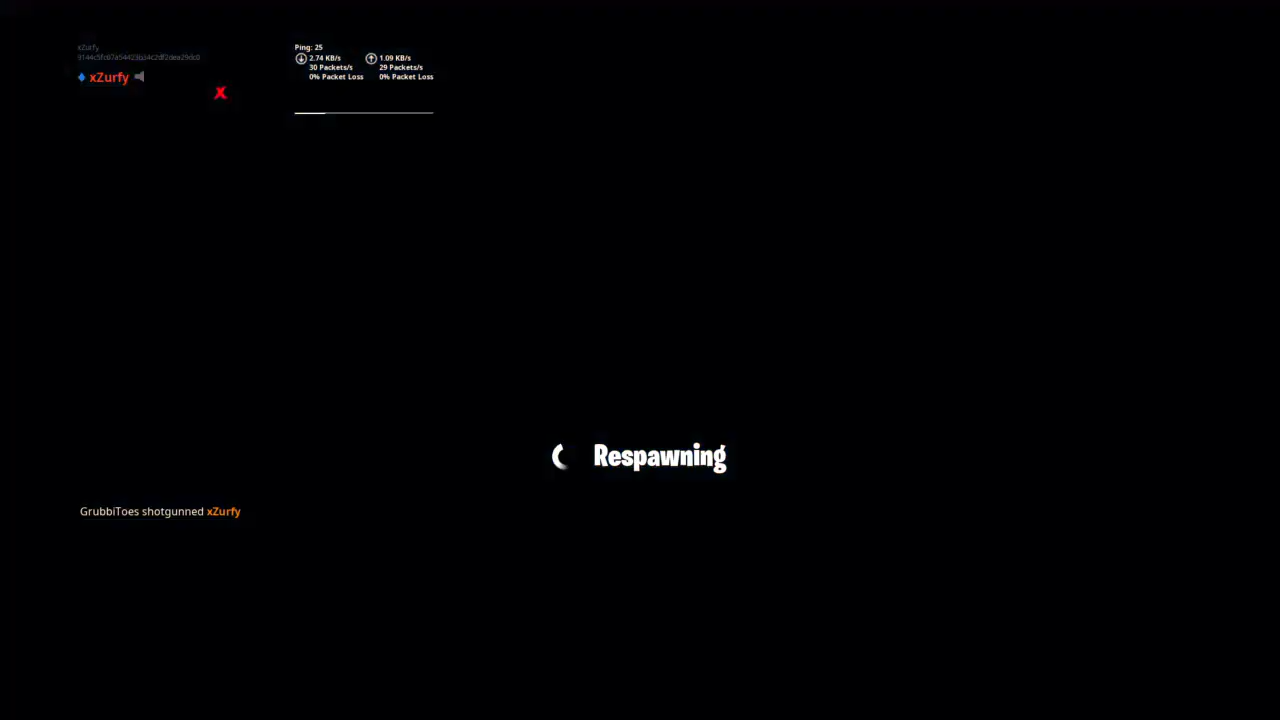 xZurfy
xZurfy
Ping: 25
2.74 KB/s 1.09 KB/s
30 Packets/s 29 Packets/s
0% Packet Loss 0% Packet Loss
X
Respawning
GrubbiToes shotgunned xZurfy